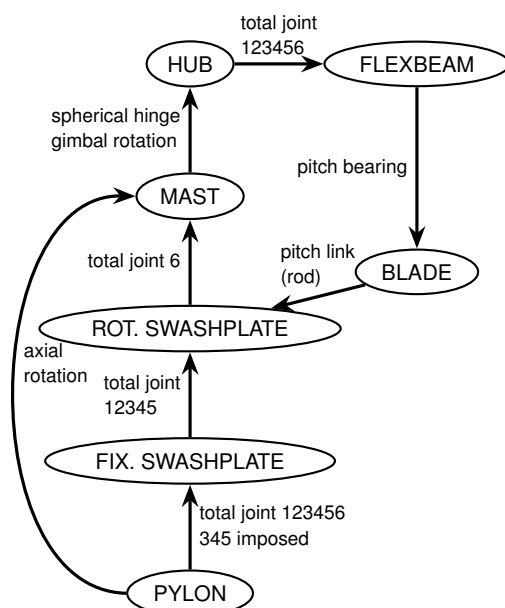 total joint
123456
HUB
FLEXBEAM
spherical hinge
gimbal rotation
pitch bearing
MAST
total joint 6
pitch link
(rod)
BLADE
ROT. SWASHPLATE
axial
rotation
total joint
12345
FIX. SWASHPLATE
total joint 123456
345 imposed
PYLON